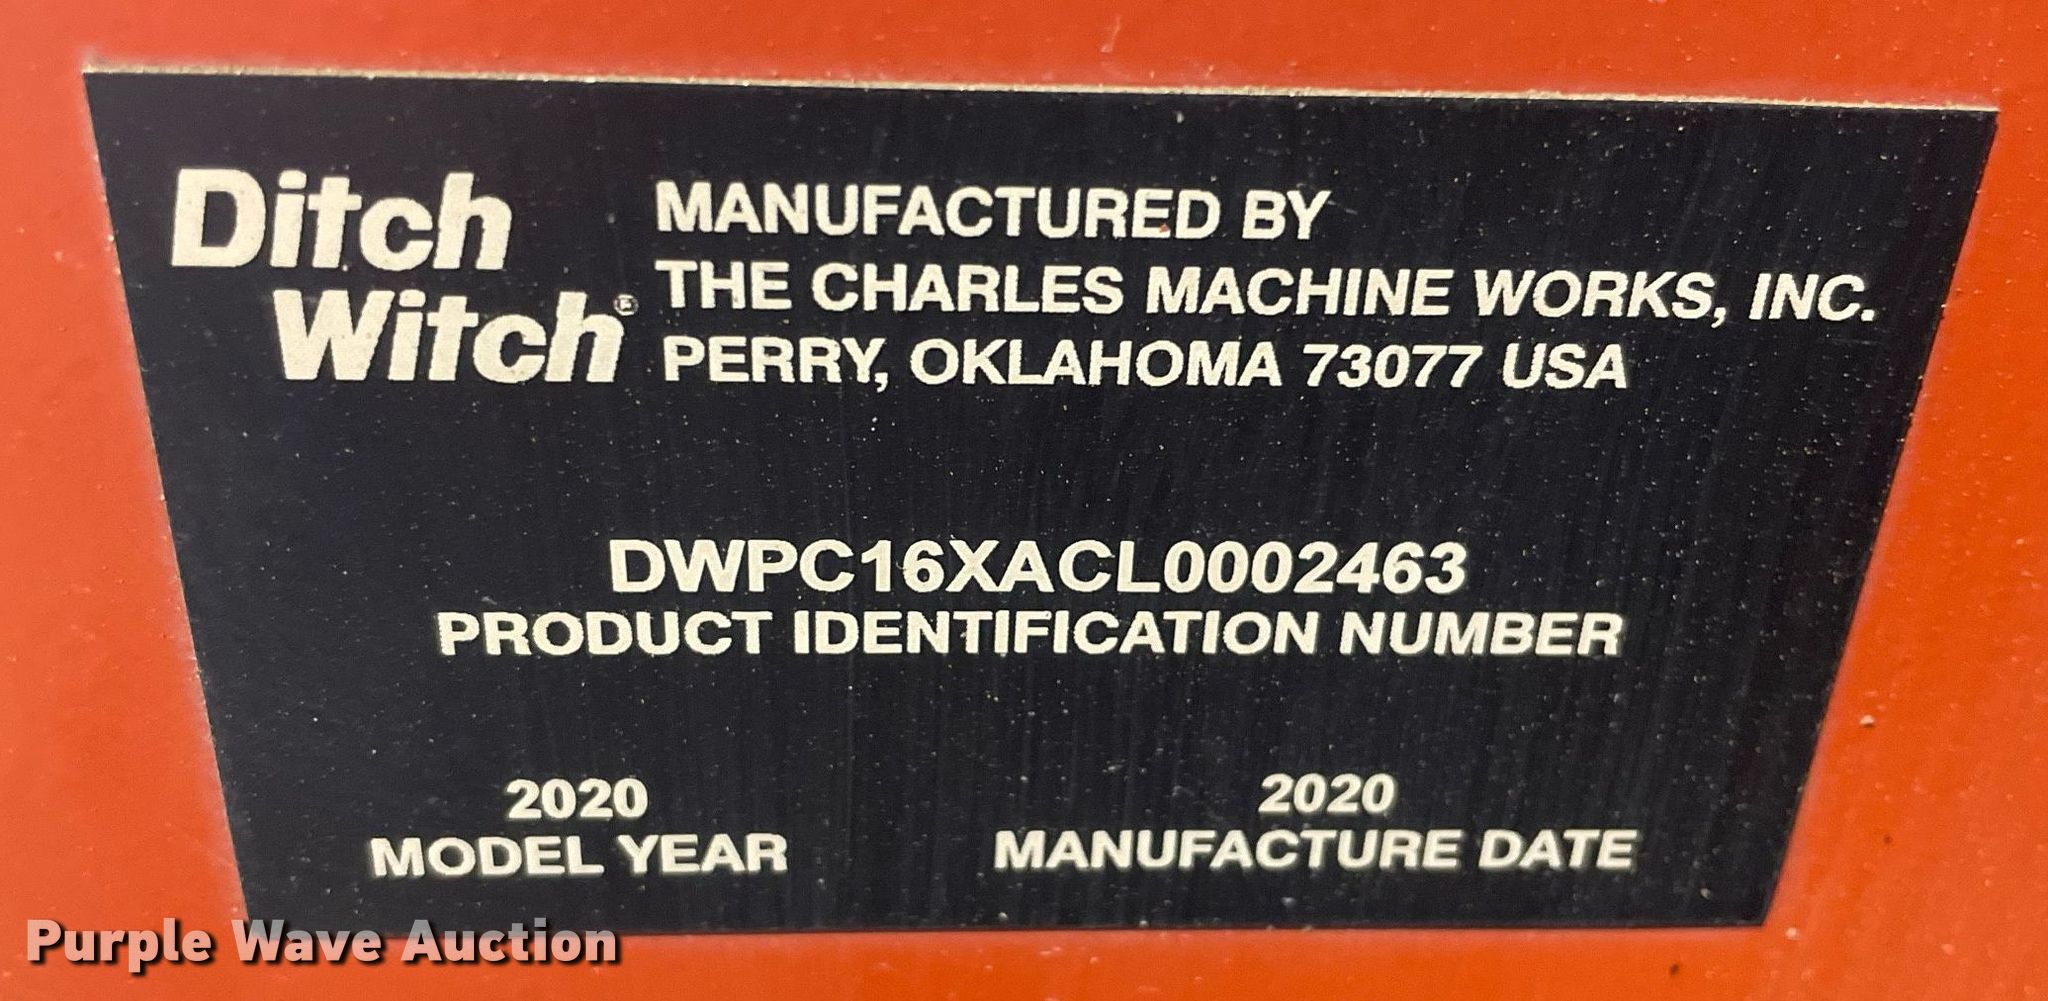 Ditch
Witch®
MANUFACTURED BY
THE CHARLES MACHINE WORKS, INC.
PERRY, OKLAHOMA 73077 USA
DWPC16XACL0002463
PRODUCT IDENTIFICATION NUMBER
2020
MODEL YEAR
2020
MANUFACTURE DATE
Purple Wave Auction